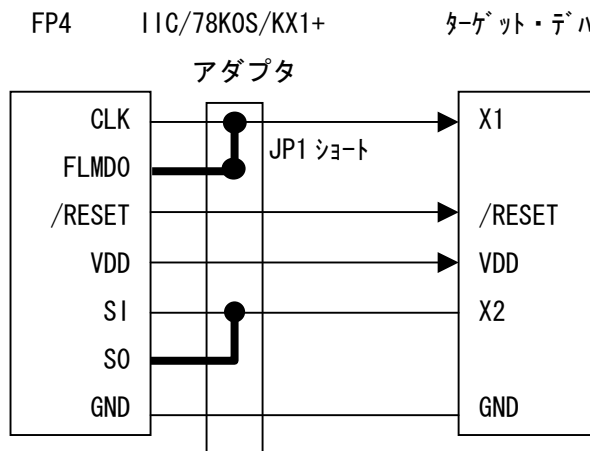 FP4 IIC/78K0S/KX1+ ターゲット・デバ
アダプタ
CLK X1
JP1 ショート
FLMD0
/RESET /RESET
VDD VDD
SI X2
SO
GND GND